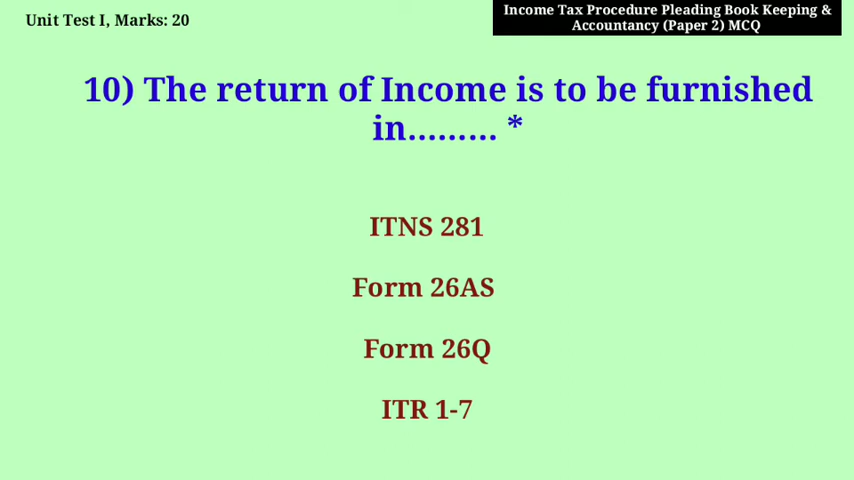 Unit Test I, Marks: 20
Income Tax Procedure Pleading Book Keeping &
Accountancy (Paper 2) MCQ
10) The return of Income is to be furnished
in......... *
ITNS 281
Form 26AS
Form 26Q
ITR 1-7